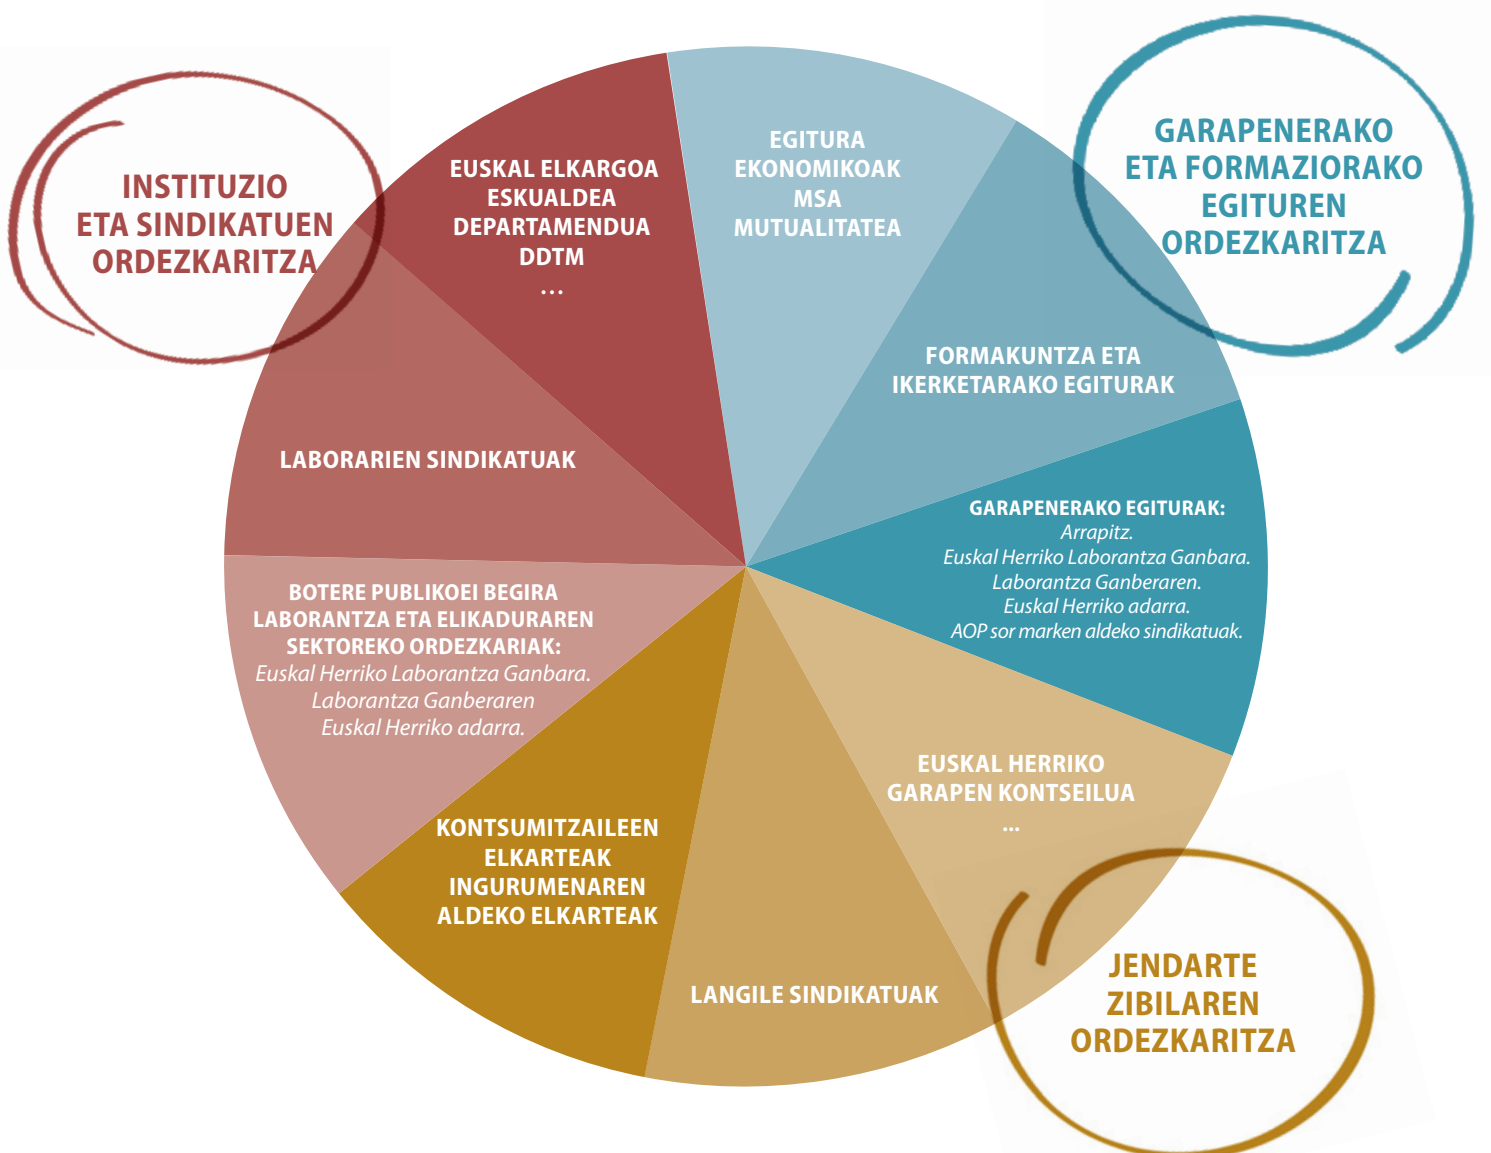 INSTITUZIO
ETA SINDIKATUEN
ORDEZKARITZA
EUSKAL ELKARGOA
ESKUALDEA
DEPARTAMENDUA
DDTM
...
EGITURA
EKONOMIKOAK
MSA
MUTUALITATEA
GARAPENERAKO
ETA FORMAZIORAKO
EGITUREN
ORDEZKARITZA
FORMAKUNTZA ETA
IKERKETARAKO EGITURAK
LABORARIEN SINDIKATUAK
GARAPENERAKO EGITURAK:
Arrapitz.
Euskal Herriko Laborantza Ganbara.
Laborantza Ganberaren.
Euskal Herriko adarra.
AOP sor marken aldeko sindikatuak.
BOTERE PUBLIKOEI BEGIRA
LABORANTZA ETA ELIKADURAREN
SEKTOREKO ORDEZKARIAK:
Euskal Herriko Laborantza Ganbara.
Laborantza Ganberaren
Euskal Herriko adarra.
EUSKAL HERRIKO
GARAPEN KONTSEILUA
...
KONTSUMITZAILEEN
ELKARTEAK
INGURUMENAREN
ALDEKO ELKARTEAK
LANGILE SINDIKATUAK
JENDARTE
ZIBILAREN
ORDEZKARITZA